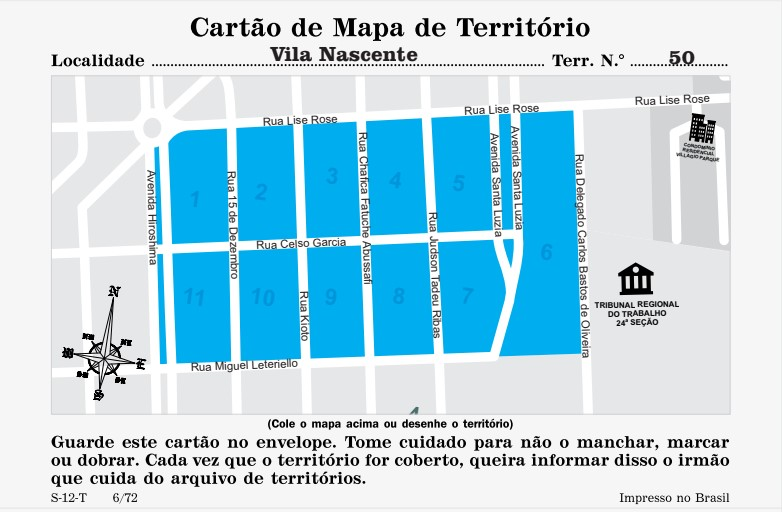 Cartão de Mapa de Território
Localidade Vila Nascente Terr. N.º 50
Rua Lise Rose
Rua Lise Rose
Rua Lise Rose
CONDOMÍNIO
RESIDENCIAL
VILLAGIO PARQUE
Avenida Hiroshima
Rua 15 de Dezembro
Rua Chafica Fatuche Abussafi
Rua Judson Tadeu Ribas
Avenida Santa Luzia
Avenida Santa Luzia
Rua Delegado Carlos Bastos de Oliveira
1
2
3
4
5
6
Rua Celso Garcia
11
10
9
8
7
Rua Kioto
TRIBUNAL REGIONAL
DO TRABALHO
24ª SEÇÃO
N
NW
NE
W
E
SW
SE
S
Rua Miguel Leteriello
(Cole o mapa acima ou desenhe o território)
Guarde este cartão no envelope. Tome cuidado para não o manchar, marcar
ou dobrar. Cada vez que o território for coberto, queira informar disso o irmão
que cuida do arquivo de territórios.
S-12-T 6/72 Impresso no Brasil